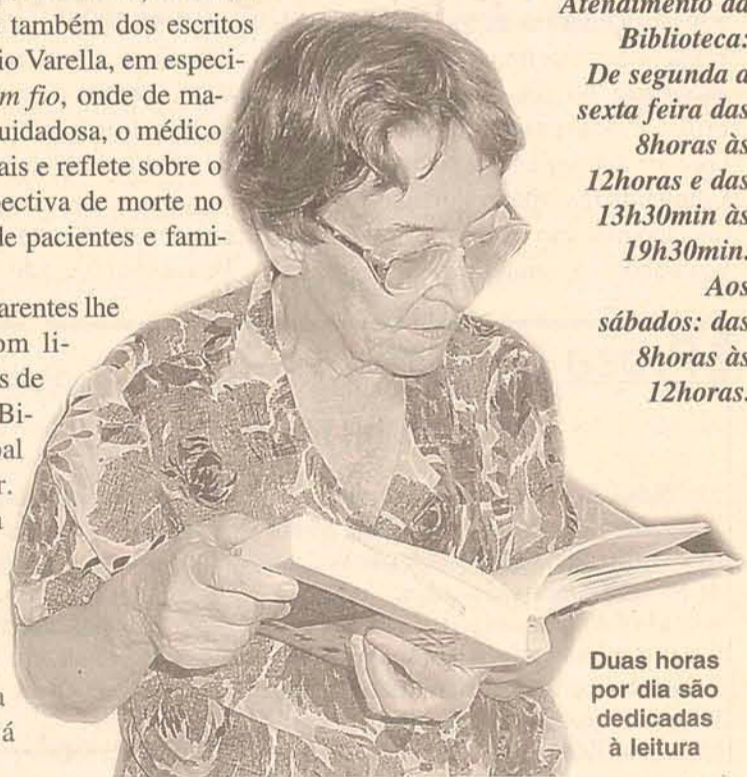 também dos escritos
io Varella, em especi-
m fio, onde de ma-
uidadosa, o médico
ais e reflete sobre o
pectiva de morte no
de pacientes e fami-
arentes lhe
om li-
s de
Bi-
pal
r.
a
á
Atendimento da
Biblioteca:
De segunda a
sexta feira das
8horas às
12horas e das
13h30min às
19h30min.
Aos
sábados: das
8horas às
12horas.
Duas horas
por dia são
dedicadas
à leitura